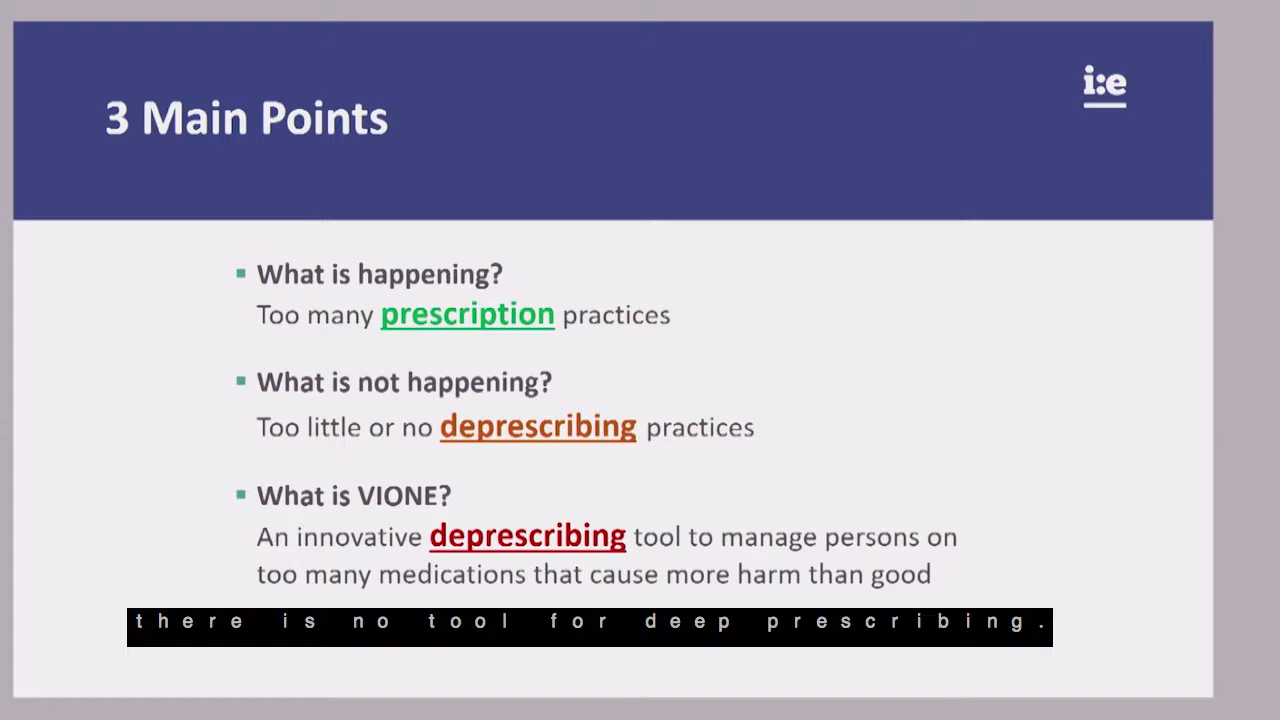 i:e
3 Main Points
What is happening?
Too many prescription practices
What is not happening?
Too little or no deprescribing practices
What is VIONE?
An innovative deprescribing tool to manage persons on
too many medications that cause more harm than good
there is no tool for deep prescribing.